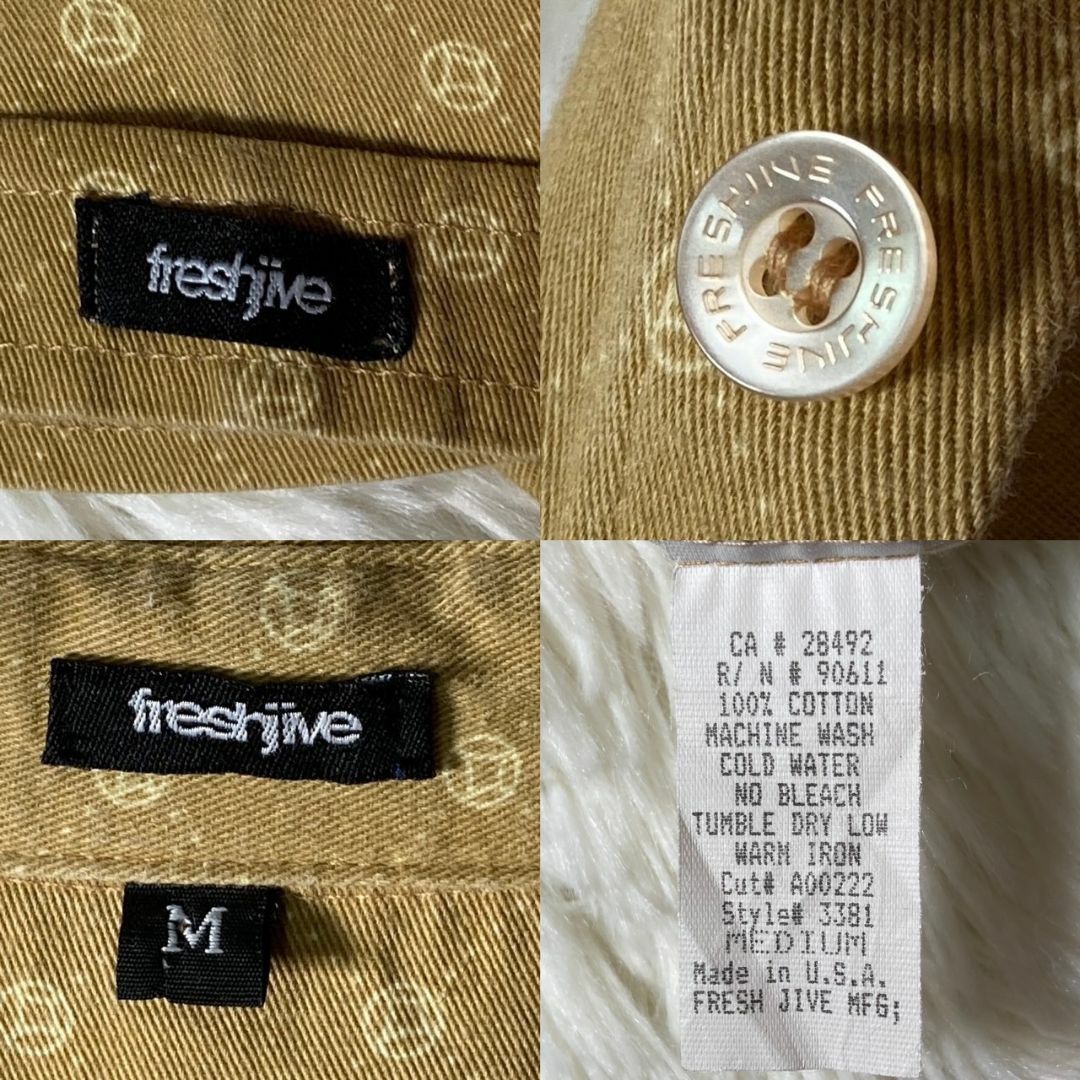 freshjive
FRESHJIVE FRESHJIVE FRESHJIVE
freshjive
M
CA # 28492
R/ N # 90611
100% COTTON
MACHINE WASH
COLD WATER
NO BLEACH
TUMBLE DRY LOW
WARM IRON
Cut# A00222
Style# 3381
MEDIUM
Made in U.S.A.
FRESH JIVE MFG;